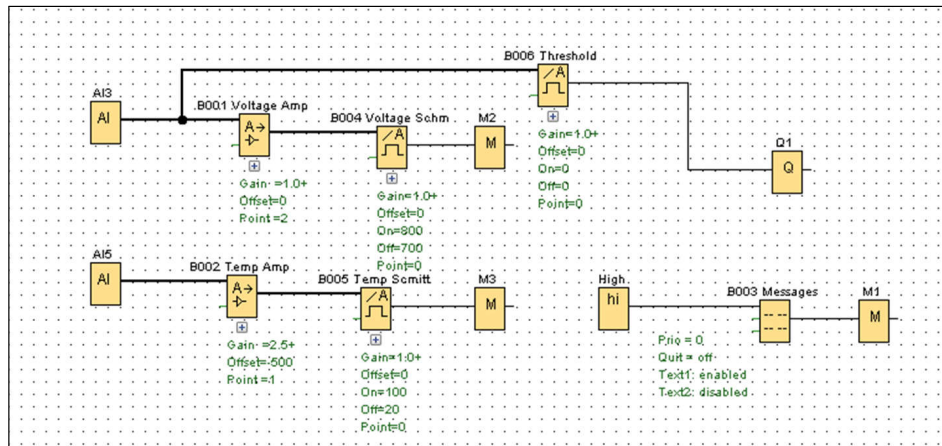 B006 Threshold
/A
AI3
AI
B001 Voltage Amp
A→
B004 Voltage Schm
/A
M2
M
Gain=1.0+
Offset=0
On=0
Off=0
Point=0
Q1
Q
Gain =1.0+
Offset=0
Point =2
Gain=1.0+
Offset=0
On=800
Off=700
Point=0
AI5
AI
B002 Temp Amp
A→
B005 Temp Scmitt
/A
M3
M
High
hi
B003 Messages
M1
M
Gain =2.5+
Offset=-500
Point =1
Gain=1.0+
Offset=0
On=100
Off=20
Point=0
Prio = 0
Quit = off
Text1: enabled
Text2: disabled